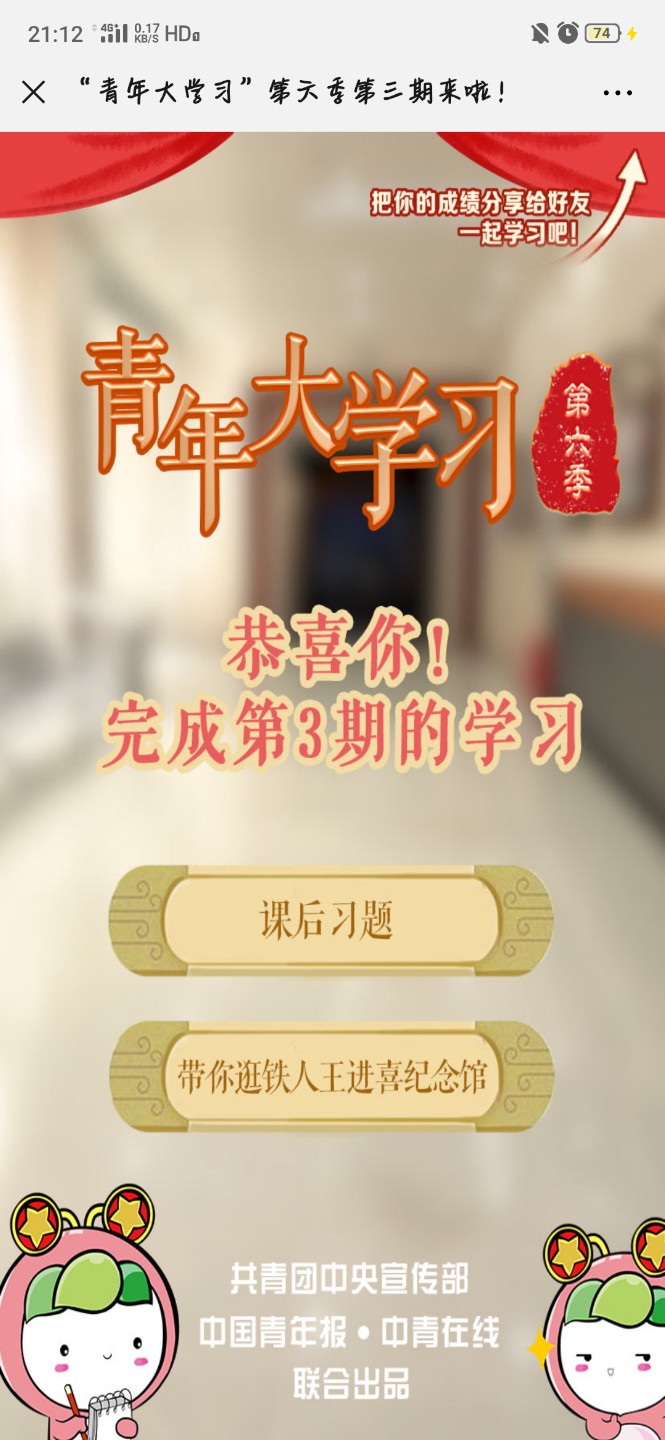 21:12 4G+ 0.17 KB/S HD 74
“青年大学习”第六季第三期来啦!
把你的成绩分享给好友
一起学习吧!
青年大学习
第六季
恭喜你!
完成第3期的学习
课后习题
带你逛铁人王进喜纪念馆
共青团中央宣传部
中国青年报•中青在线
联合出品